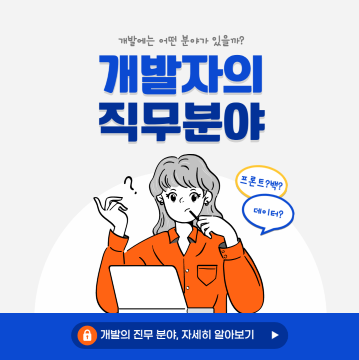 개발에는 어떤 분야가 있을까?
개발자의
직무분야
?
프론트?백?
데이터?
개발의 진무 분야, 자세히 알아보기